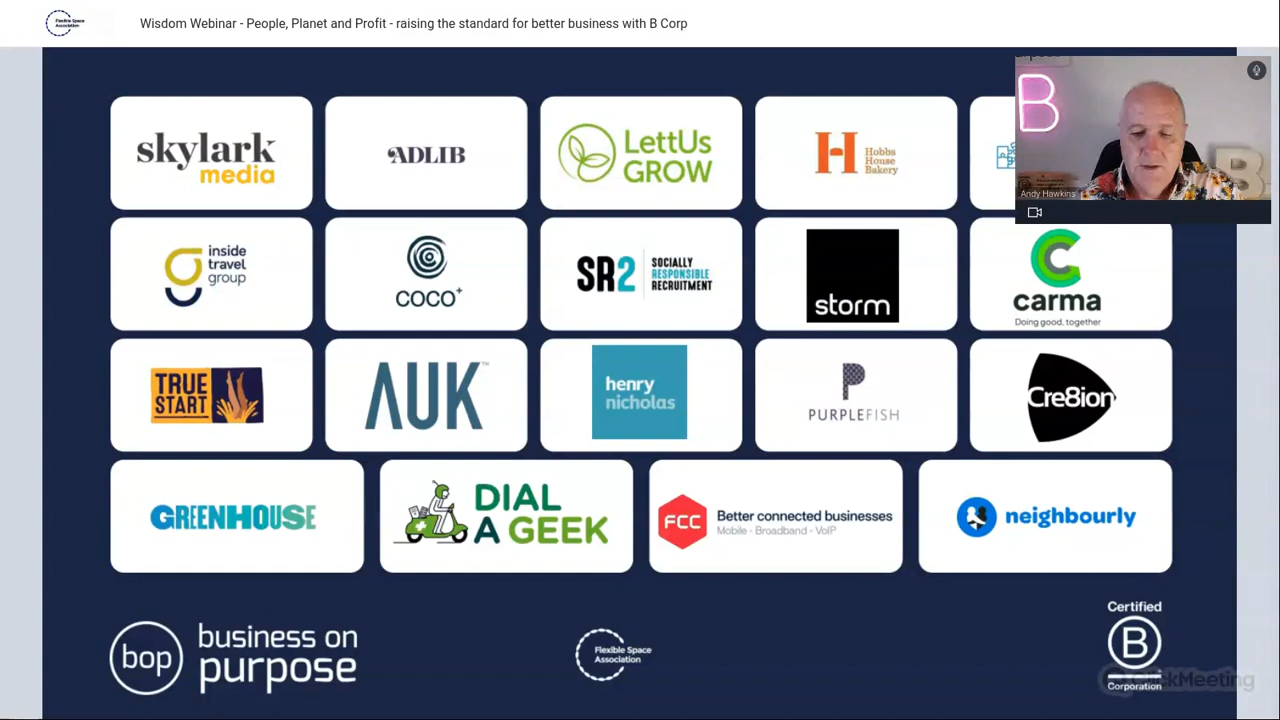 Flexible Space
Association
Wisdom Webinar - People, Planet and Profit - raising the standard for better business with B Corp
skylark
media
ADLIB
LettUs
GROW
Hobbs
House
Bakery
B
Andy Hawkins
B
inside
travel
group
COCO+
SR2
SOCIALLY
RESPONSIBLE
RECRUITMENT
storm
carma
Doing good, together
TRUE
START
AUK™
henry
nicholas
P
PURPLEFISH
Cre8ion
GREENHOUSE
DIAL
A GEEK
FCC
Better connected businesses
Mobile - Broadband - VoIP
neighbourly
bop
business on
purpose
Flexible Space
Association
Certified
B
Corporation
ClickMeeting